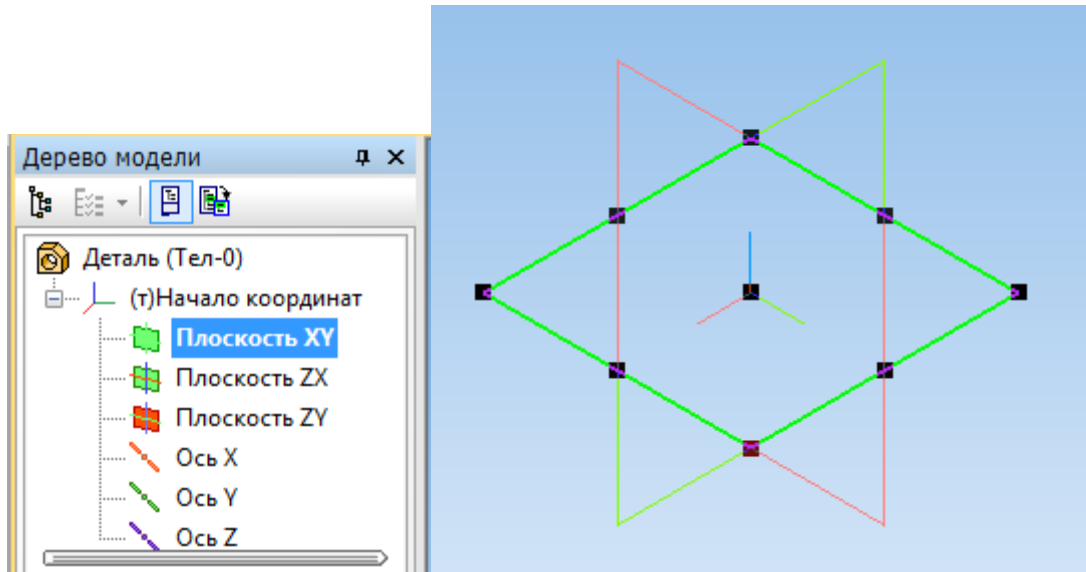 Дерево модели
Деталь (Тел-0)
(т)Начало координат
Плоскость XY
Плоскость ZX
Плоскость ZY
Ось X
Ось Y
Ось Z